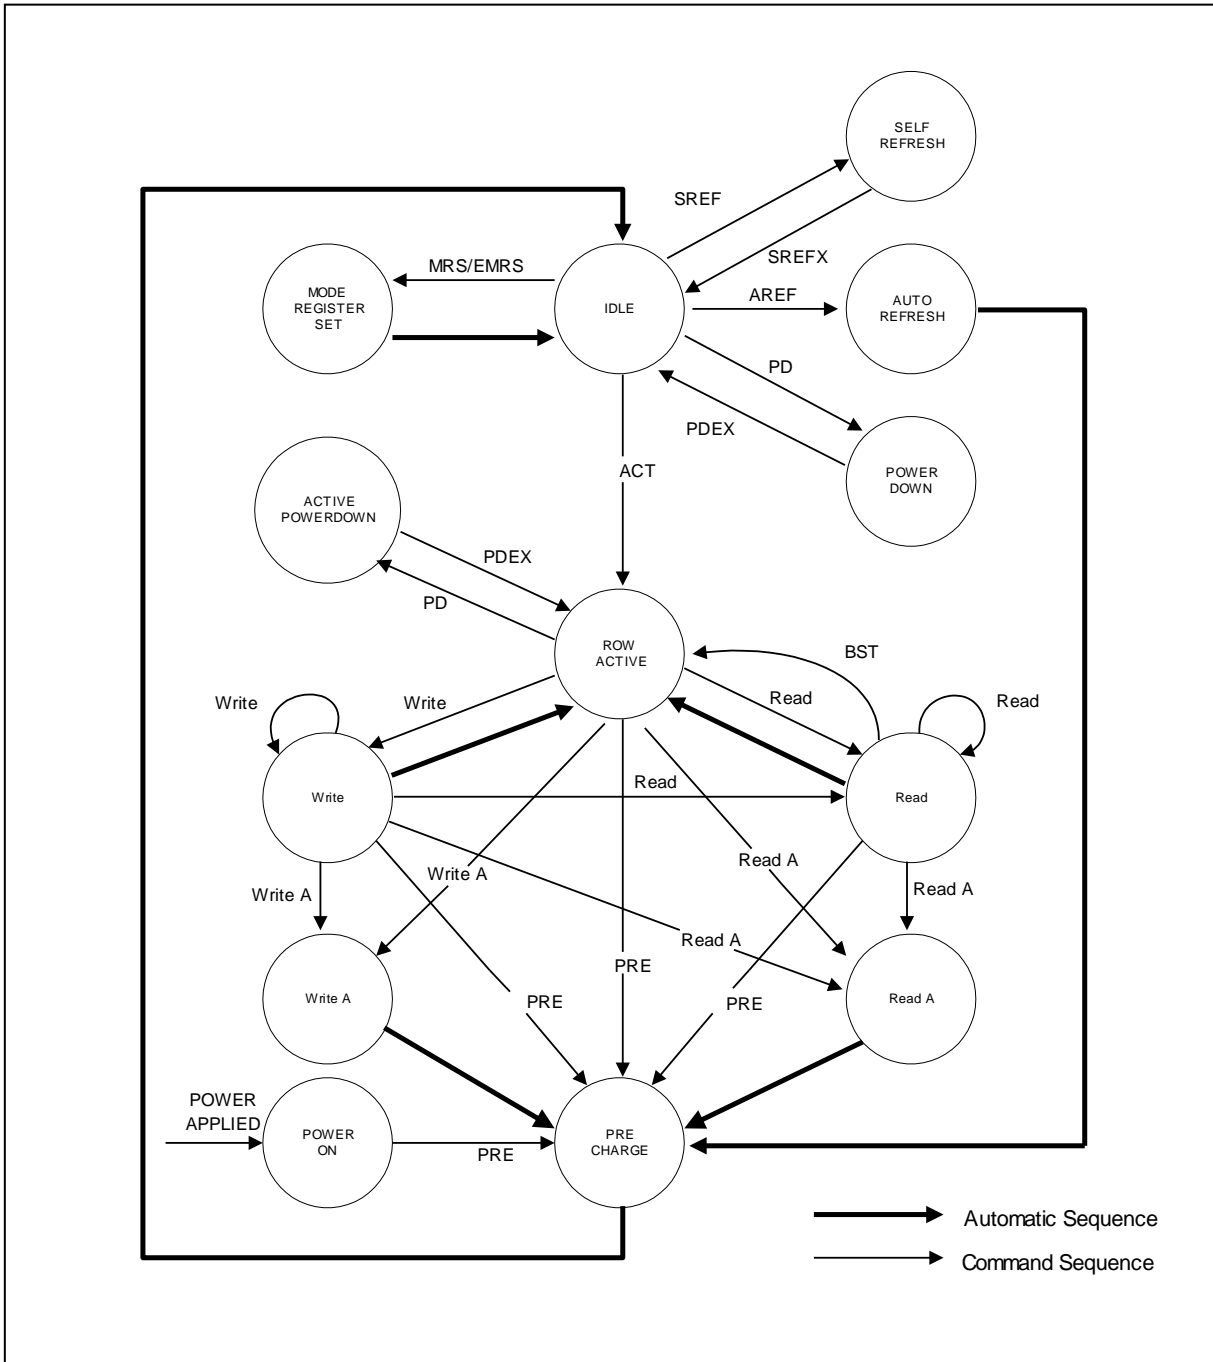 SELF
REFRESH
SREF
SREFX
MRS/EMRS
MODE
REGISTER
SET
IDLE
AREF
AUTO
REFRESH
PD
PDEX
POWER
DOWN
ACT
ACTIVE
POWERDOWN
PDEX
PD
ROW
ACTIVE
BST
Write
Write
Read
Read
Write
Read
Read
Write A
Write A
Read A
Read A
Read A
PRE
Write A
PRE
PRE
Read A
POWER
APPLIED
POWER
ON
PRE
PRE
CHARGE
Automatic Sequence
Command Sequence